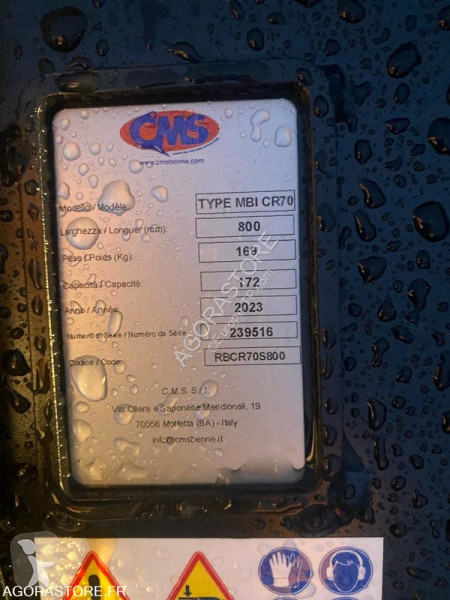 CMS
www.cmsbenne.com
Modello / Modèle: TYPE MBI CR70
Larghezza / Longuer (mm): 800
Peso / Poids (Kg): 169
Capacità / Capacité: 172
Anno / Année: 2023
Numero di Serie / Numéro de Série 239516
Codice / Code: RBCR70S800
C.M.S. S.r.l.
Via Oliere e Saponerie Meridionali, 19
70056 Molfetta (BA) - Italy
info@cmsbenne.it
AGORASTORE
AGORASTORE.FR